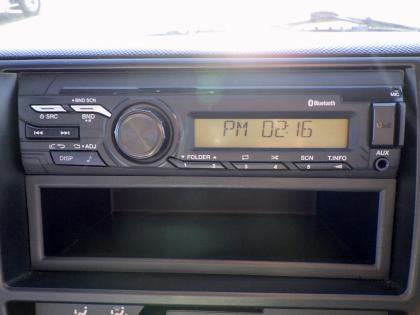 • BND SCN
MIC
Bluetooth
SRC BND
PM 02:16
ADJ
DISP
FOLDER
SCN T.INFO
AUX
1 2 3 4 5 6